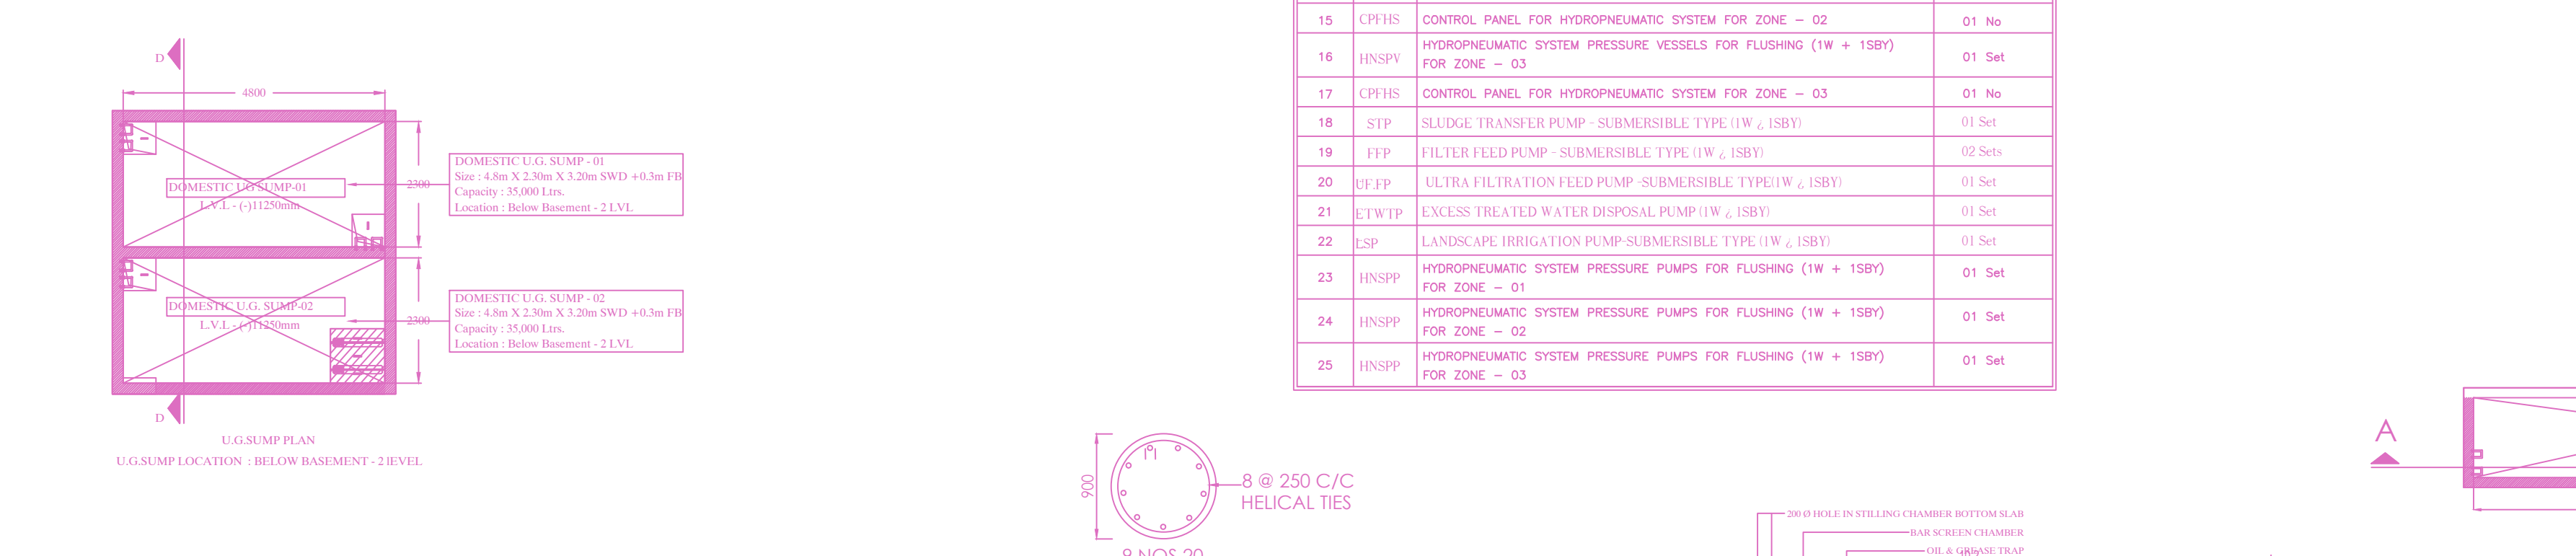 D
4800
DOMESTIC UG SUMP-01
L.V.L - (-)11250mm
2300
DOMESTIC U.G. SUMP - 01
Size : 4.8m X 2.30m X 3.20m SWD +0.3m FB
Capacity : 35,000 Ltrs.
Location : Below Basement - 2 LVL
DOMESTIC U.G. SUMP-02
L.V.L - (-)11250mm
2300
DOMESTIC U.G. SUMP - 02
Size : 4.8m X 2.30m X 3.20m SWD +0.3m FB
Capacity : 35,000 Ltrs.
Location : Below Basement - 2 LVL
D
U.G.SUMP PLAN
U.G.SUMP LOCATION : BELOW BASEMENT - 2 lEVEL
15 CPFHS CONTROL PANEL FOR HYDROPNEUMATIC SYSTEM FOR ZONE – 02 01 No
16 HNSPV HYDROPNEUMATIC SYSTEM PRESSURE VESSELS FOR FLUSHING (1W + 1SBY) 01 Set
FOR ZONE – 03
17 CPFHS CONTROL PANEL FOR HYDROPNEUMATIC SYSTEM FOR ZONE – 03 01 No
18 STP SLUDGE TRANSFER PUMP - SUBMERSIBLE TYPE (1W ¿ 1SBY) 01 Set
19 FFP FILTER FEED PUMP - SUBMERSIBLE TYPE (1W ¿ 1SBY) 02 Sets
20 UF.FP ULTRA FILTRATION FEED PUMP -SUBMERSIBLE TYPE(1W ¿ 1SBY) 01 Set
21 ETWTP EXCESS TREATED WATER DISPOSAL PUMP (1W ¿ 1SBY) 01 Set
22 LSP LANDSCAPE IRRIGATION PUMP-SUBMERSIBLE TYPE (1W ¿ 1SBY) 01 Set
23 HNSPP HYDROPNEUMATIC SYSTEM PRESSURE PUMPS FOR FLUSHING (1W + 1SBY) 01 Set
FOR ZONE – 01
24 HNSPP HYDROPNEUMATIC SYSTEM PRESSURE PUMPS FOR FLUSHING (1W + 1SBY) 01 Set
FOR ZONE – 02
25 HNSPP HYDROPNEUMATIC SYSTEM PRESSURE PUMPS FOR FLUSHING (1W + 1SBY) 01 Set
FOR ZONE – 03
900
8 @ 250 C/C
HELICAL TIES
9 NOS 20
200 Ø HOLE IN STILLING CHAMBER BOTTOM SLAB
BAR SCREEN CHAMBER
OIL & GREASE TRAP
A